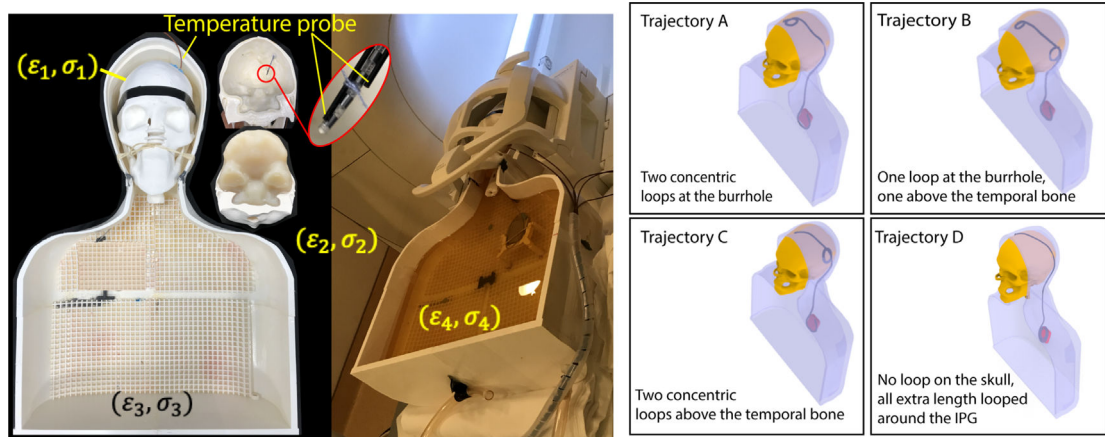 Temperature probe
(ε₁, σ₁)
(ε₂, σ₂)
(ε₄, σ₄)
(ε₃, σ₃)
Trajectory A
Two concentric
loops at the burrhole
Trajectory B
One loop at the burrhole,
one above the temporal bone
Trajectory C
Two concentric
loops above the temporal bone
Trajectory D
No loop on the skull,
all extra length looped
around the IPG